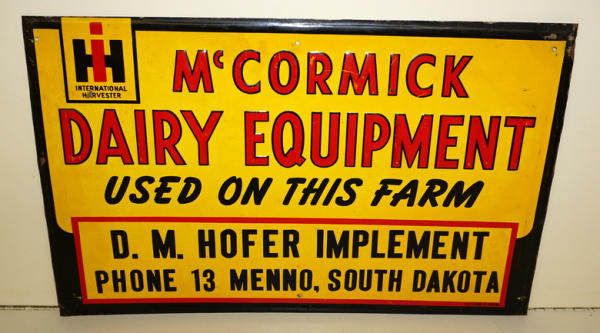 IH
INTERNATIONAL
HARVESTER
McCORMICK
DAIRY EQUIPMENT
USED ON THIS FARM
D. M. HOFER IMPLEMENT
PHONE 13 MENNO, SOUTH DAKOTA